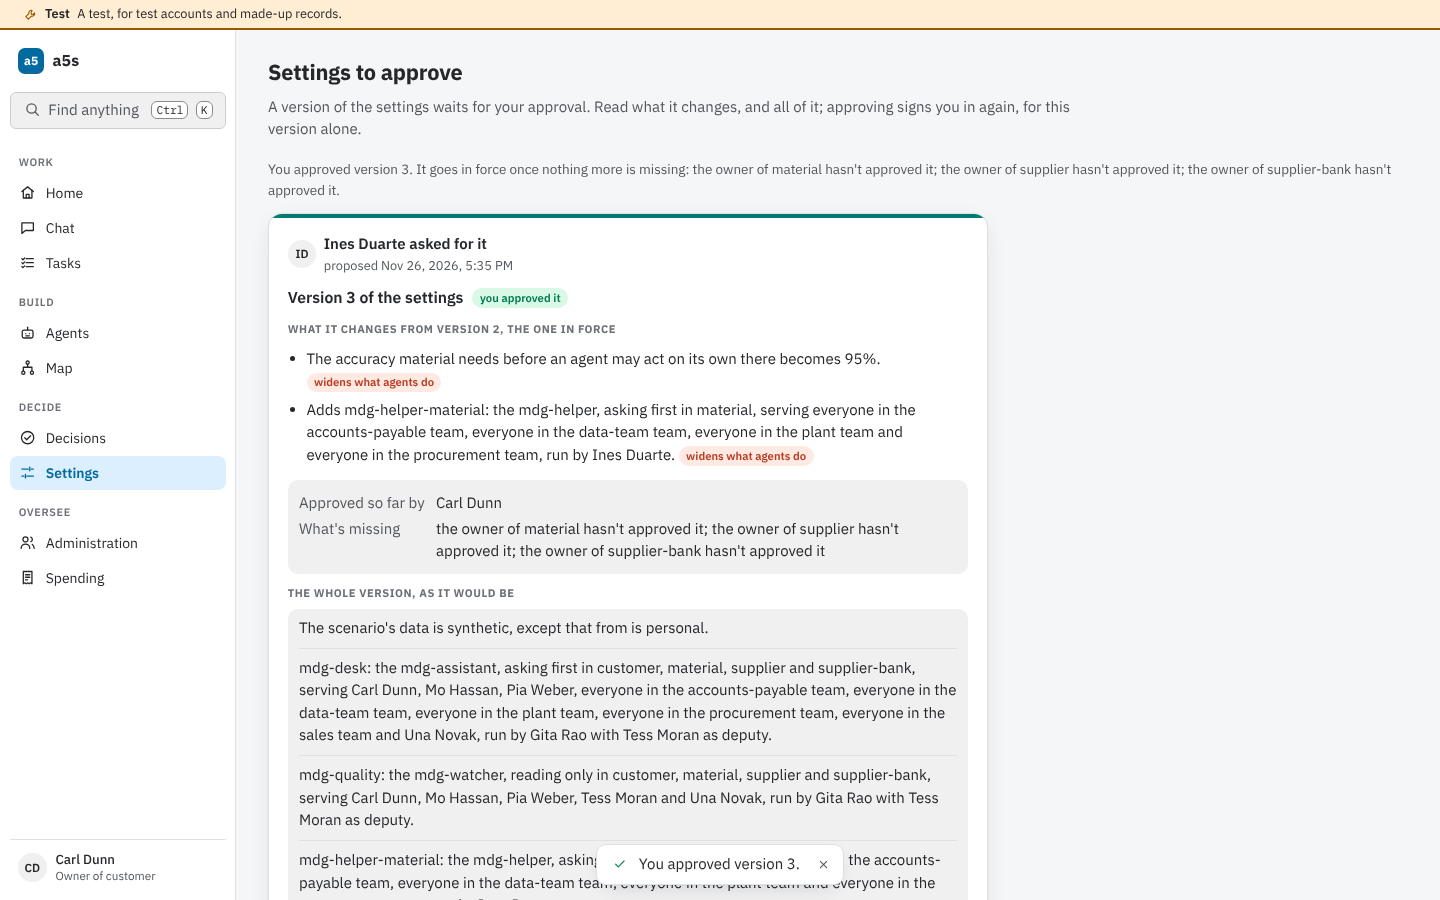 Test A test, for test accounts and made-up records.
a5 a5s
Find anything Ctrl K
WORK
Home
Chat
Tasks
BUILD
Agents
Map
DECIDE
Decisions
Settings
OVERSEE
Administration
Spending
CD Carl Dunn
Owner of customer
Settings to approve
A version of the settings waits for your approval. Read what it changes, and all of it; approving signs you in again, for this
version alone.
You approved version 3. It goes in force once nothing more is missing: the owner of material hasn't approved it; the owner of supplier hasn't approved it; the owner of supplier-bank hasn't
approved it.
ID Ines Duarte asked for it
proposed Nov 26, 2026, 5:35 PM
Version 3 of the settings you approved it
WHAT IT CHANGES FROM VERSION 2, THE ONE IN FORCE
• The accuracy material needs before an agent may act on its own there becomes 95%.
widens what agents do
• Adds mdg-helper-material: the mdg-helper, asking first in material, serving everyone in the
accounts-payable team, everyone in the data-team team, everyone in the plant team and
everyone in the procurement team, run by Ines Duarte. widens what agents do
Approved so far by Carl Dunn
What's missing the owner of material hasn't approved it; the owner of supplier hasn't
approved it; the owner of supplier-bank hasn't approved it
THE WHOLE VERSION, AS IT WOULD BE
The scenario's data is synthetic, except that from is personal.
mdg-desk: the mdg-assistant, asking first in customer, material, supplier and supplier-bank,
serving Carl Dunn, Mo Hassan, Pia Weber, everyone in the accounts-payable team, everyone in the
data-team team, everyone in the plant team, everyone in the procurement team, everyone in the
sales team and Una Novak, run by Gita Rao with Tess Moran as deputy.
mdg-quality: the mdg-watcher, reading only in customer, material, supplier and supplier-bank,
serving Carl Dunn, Mo Hassan, Pia Weber, Tess Moran and Una Novak, run by Gita Rao with Tess
Moran as deputy.
mdg-helper-material: the mdg-helper, asking the accounts-
payable team, everyone in the data-team team, everyone in the plant team and everyone in the
You approved version 3.